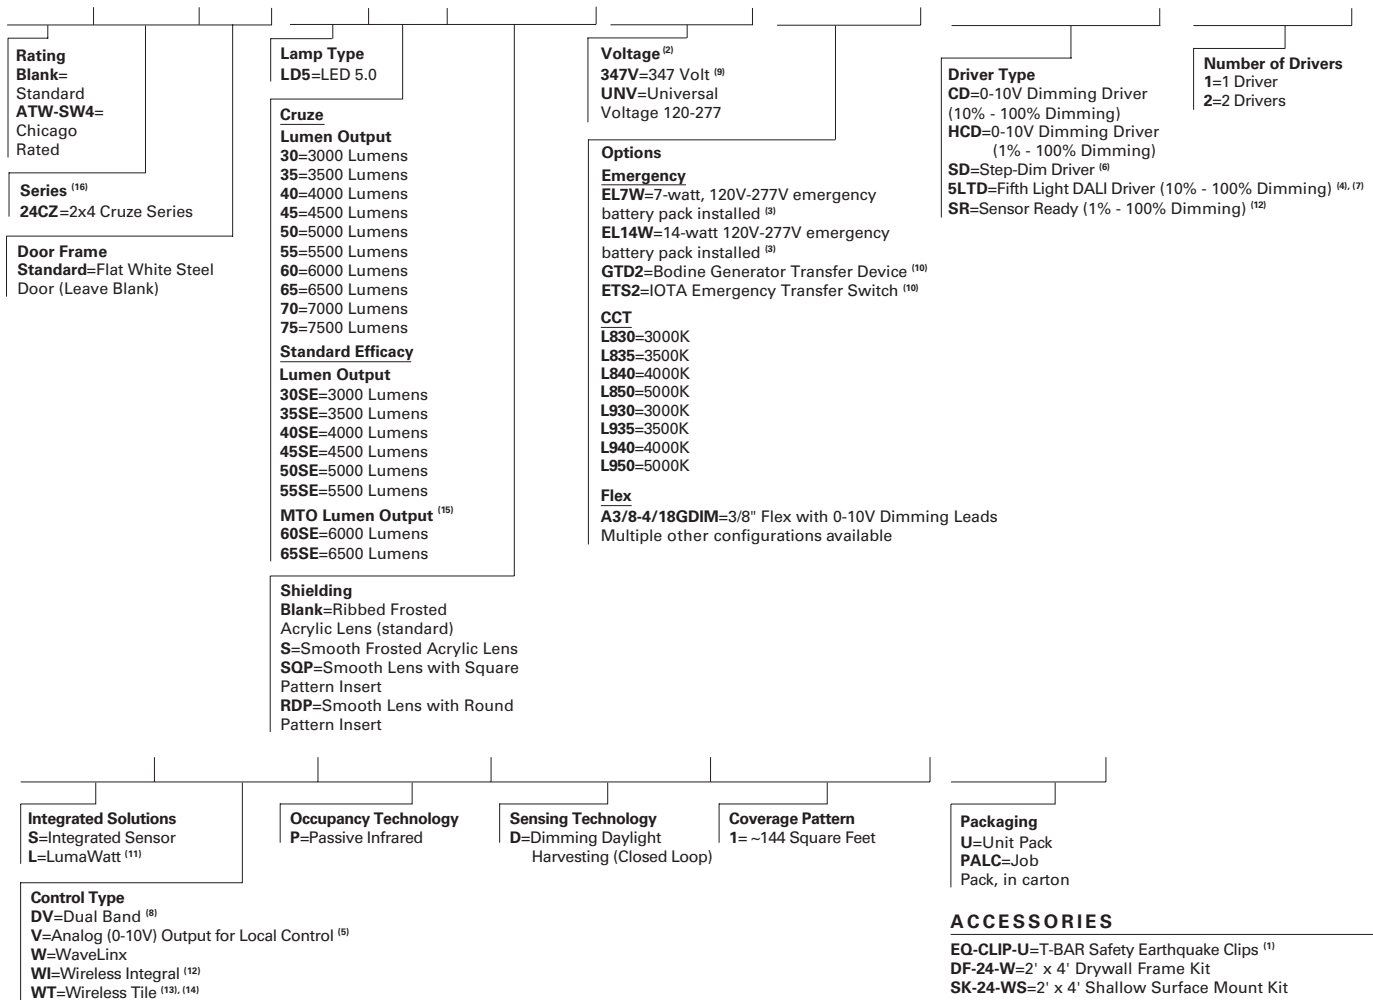 Rating
Blank=
Standard
ATW-SW4=
Chicago
Rated
Series (16)
24CZ=2x4 Cruze Series
Door Frame
Standard=Flat White Steel
Door (Leave Blank)
Lamp Type
LD5=LED 5.0
Cruze
Lumen Output
30=3000 Lumens
35=3500 Lumens
40=4000 Lumens
45=4500 Lumens
50=5000 Lumens
55=5500 Lumens
60=6000 Lumens
65=6500 Lumens
70=7000 Lumens
75=7500 Lumens
Standard Efficacy
Lumen Output
30SE=3000 Lumens
35SE=3500 Lumens
40SE=4000 Lumens
45SE=4500 Lumens
50SE=5000 Lumens
55SE=5500 Lumens
MTO Lumen Output (15)
60SE=6000 Lumens
65SE=6500 Lumens
Shielding
Blank=Ribbed Frosted
Acrylic Lens (standard)
S=Smooth Frosted Acrylic Lens
SQP=Smooth Lens with Square
Pattern Insert
RDP=Smooth Lens with Round
Pattern Insert
Voltage (2)
347V=347 Volt (9)
UNV=Universal
Voltage 120-277
Options
Emergency
EL7W=7-watt, 120V-277V emergency
battery pack installed (3)
EL14W=14-watt 120V-277V emergency
battery pack installed (3)
GTD2=Bodine Generator Transfer Device (10)
ETS2=IOTA Emergency Transfer Switch (10)
CCT
L830=3000K
L835=3500K
L840=4000K
L850=5000K
L930=3000K
L935=3500K
L940=4000K
L950=5000K
Flex
A3/8-4/18GDIM=3/8" Flex with 0-10V Dimming Leads
Multiple other configurations available
Driver Type
CD=0-10V Dimming Driver
(10% - 100% Dimming)
HCD=0-10V Dimming Driver
(1% - 100% Dimming)
SD=Step-Dim Driver (6)
5LTD=Fifth Light DALI Driver (10% - 100% Dimming) (4), (7)
SR=Sensor Ready (1% - 100% Dimming) (12)
Number of Drivers
1=1 Driver
2=2 Drivers
Integrated Solutions
S=Integrated Sensor
L=LumaWatt (11)
Control Type
DV=Dual Band (8)
V=Analog (0-10V) Output for Local Control (5)
W=WaveLinx
WI=Wireless Integral (12)
WT=Wireless Tile (13), (14)
Occupancy Technology
P=Passive Infrared
Sensing Technology
D=Dimming Daylight
Harvesting (Closed Loop)
Coverage Pattern
1= ~144 Square Feet
Packaging
U=Unit Pack
PALC=Job
Pack, in carton
ACCESSORIES
EQ-CLIP-U=T-BAR Safety Earthquake Clips (1)
DF-24-W=2' x 4' Drywall Frame Kit
SK-24-WS=2' x 4' Shallow Surface Mount Kit